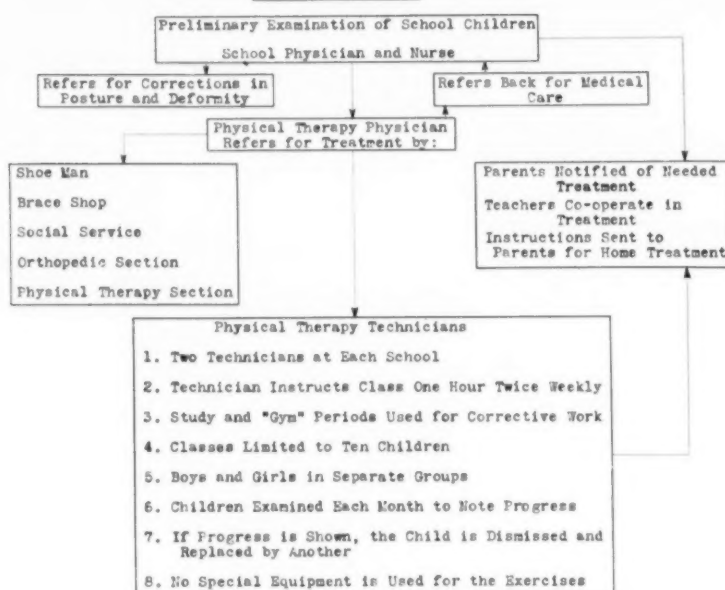 Preliminary Examination of School Children
School Physician and Nurse
Refers for Corrections in
Posture and Deformity
Refers Back for Medical
Care
Physical Therapy Physician
Refers for Treatment by:
Shoe Man
Brace Shop
Social Service
Orthopedic Section
Physical Therapy Section
Parents Notified of Needed
Treatment
Teachers Co-operate in
Treatment
Instructions Sent to
Parents for Home Treatment
Physical Therapy Technicians
1. Two Technicians at Each School
2. Technician Instructs Class One Hour Twice Weekly
3. Study and "Gym" Periods Used for Corrective Work
4. Classes Limited to Ten Children
5. Boys and Girls in Separate Groups
6. Children Examined Each Month to Note Progress
7. If Progress is Shown, the Child is Dismissed and
Replaced by Another
8. No Special Equipment is Used for the Exercises